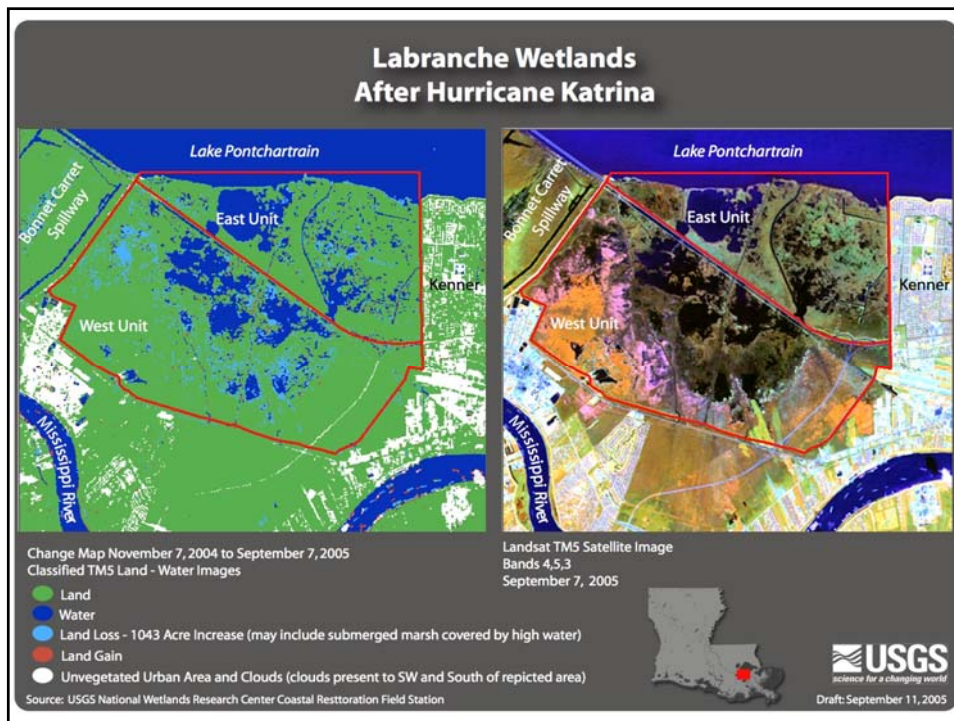 Labranche Wetlands
After Hurricane Katrina
Lake Pontchartrain
Bonnet Carret
Spillway
East Unit
Kenner
West Unit
Mississippi River
Lake Pontchartrain
Bonnet Carret
Spillway
East Unit
Kenner
West Unit
Mississippi River
Change Map November 7, 2004 to September 7, 2005
Classified TM5 Land - Water Images
Land
Water
Land Loss - 1043 Acre Increase (may include submerged marsh covered by high water)
Land Gain
Unvegetated Urban Area and Clouds (clouds present to SW and South of repicted area)
Source: USGS National Wetlands Research Center Coastal Resttoration Field Station
Landsat TM5 Satellite Image
Bands 4,5,3
September 7, 2005
USGS
science for a changing world
Draft: September 11, 2005